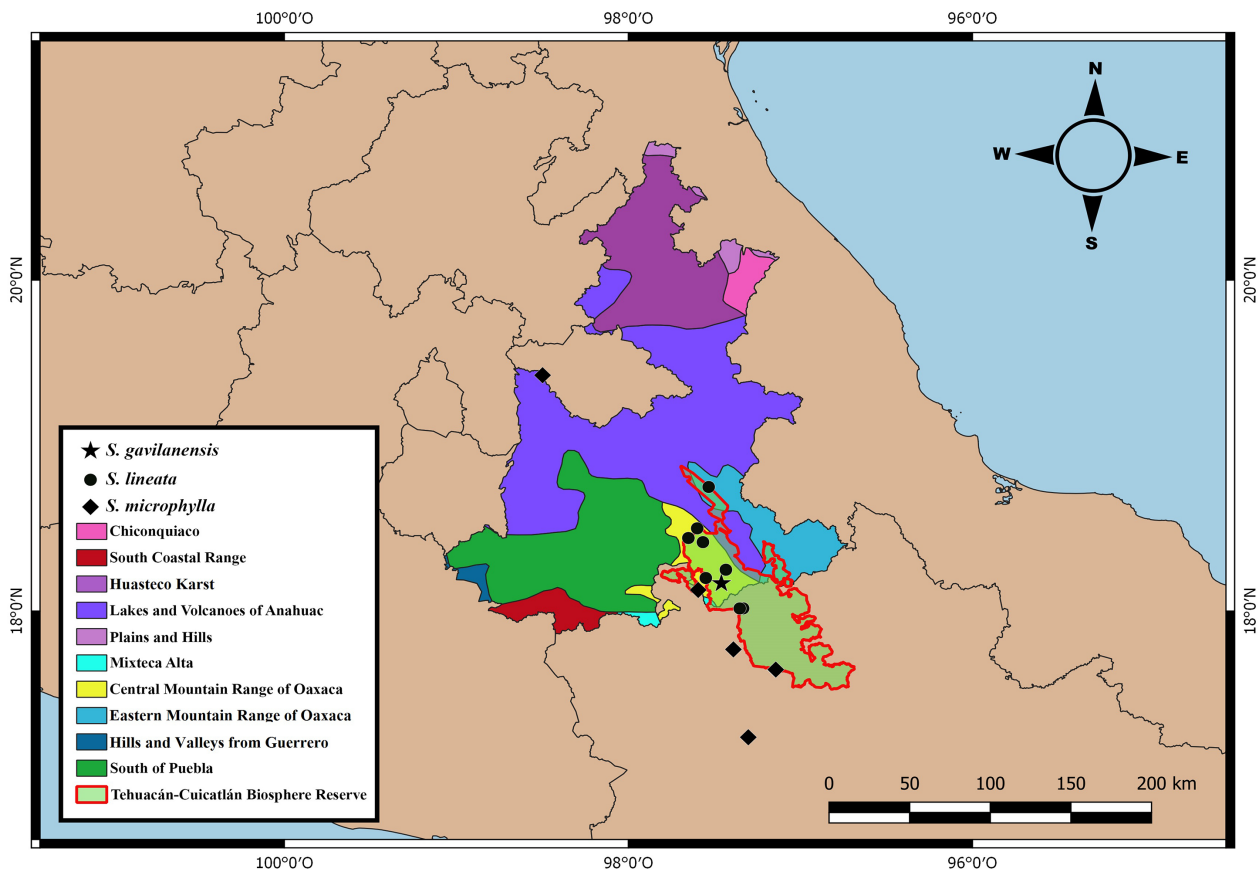 100°0′O 98°0′O 96°0′O
N
W E
S
20°0′N 20°0′N
S. gavilanensis
S. lineata
S. microphylla
Chiconquiaco
South Coastal Range
Huasteco Karst
Lakes and Volcanoes of Anahuac
Plains and Hills
Mixteca Alta
Central Mountain Range of Oaxaca
Eastern Mountain Range of Oaxaca
Hills and Valleys from Guerrero
South of Puebla
Tehuacán-Cuicatlán Biosphere Reserve
18°0′N 18°0′N
0 50 100 150 200 km
100°0′O 98°0′O 96°0′O